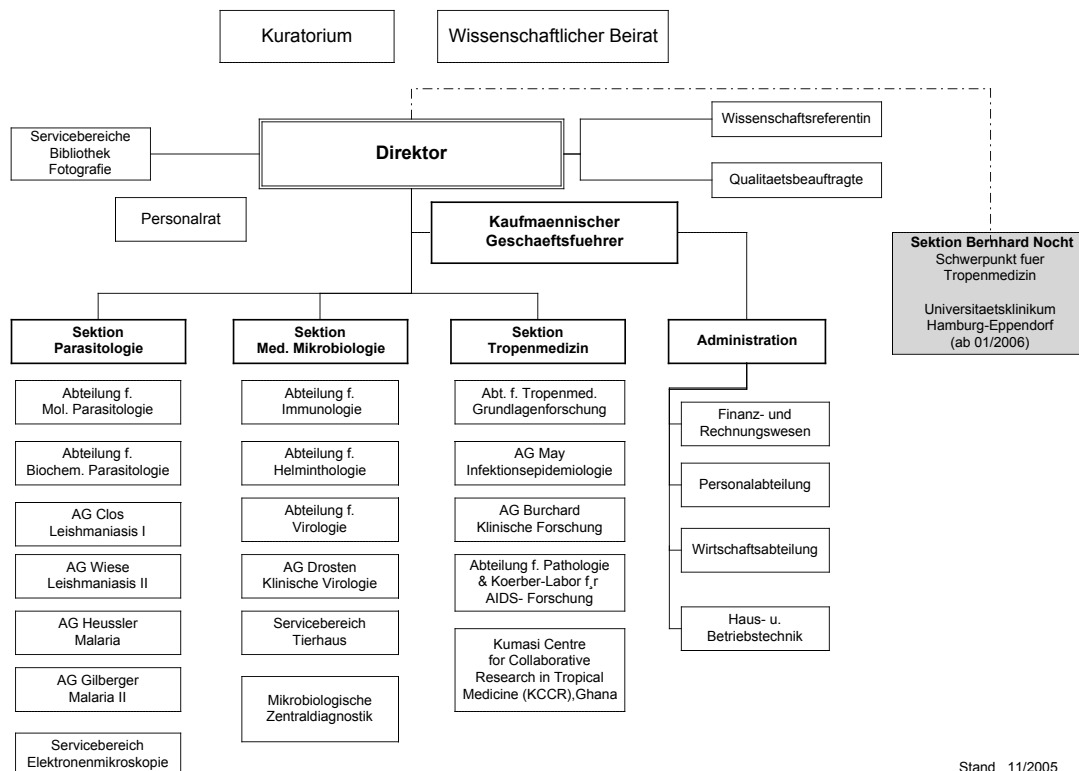 Kuratorium
Wissenschaftlicher Beirat
Servicebereiche
Bibliothek
Fotografie
Direktor
Wissenschaftsreferentin
Qualitaetsbeauftragte
Personalrat
Kaufmaennischer
Geschaeftsfuehrer
Sektion Bernhard Nocht
Schwerpunkt fuer
Tropenmedizin
Universitaetsklinikum
Hamburg-Eppendorf
(ab 01/2006)
Sektion
Parasitologie
Abteilung f.
Mol. Parasitologie
Abteilung f.
Biochem. Parasitologie
AG Clos
Leishmaniasis I
AG Wiese
Leishmaniasis II
AG Heussler
Malaria
AG Gilberger
Malaria II
Servicebereich
Elektronenmikroskopie
Sektion
Med. Mikrobiologie
Abteilung f.
Immunologie
Abteilung f.
Helminthologie
Abteilung f.
Virologie
AG Drosten
Klinische Virologie
Servicebereich
Tierhaus
Mikrobiologische
Zentraldiagnostik
Sektion
Tropenmedizin
Abt. f. Tropenmed.
Grundlagenforschung
AG May
Infektionsepidemiologie
AG Burchard
Klinische Forschung
Abteilung f. Pathologie
& Koerber-Labor f¸r
AIDS- Forschung
Kumasi Centre
for Collaborative
Research in Tropical
Medicine (KCCR),Ghana
Administration
Finanz- und
Rechnungswesen
Personalabteilung
Wirtschaftsabteilung
Haus- u.
Betriebstechnik
Stand 11/2005